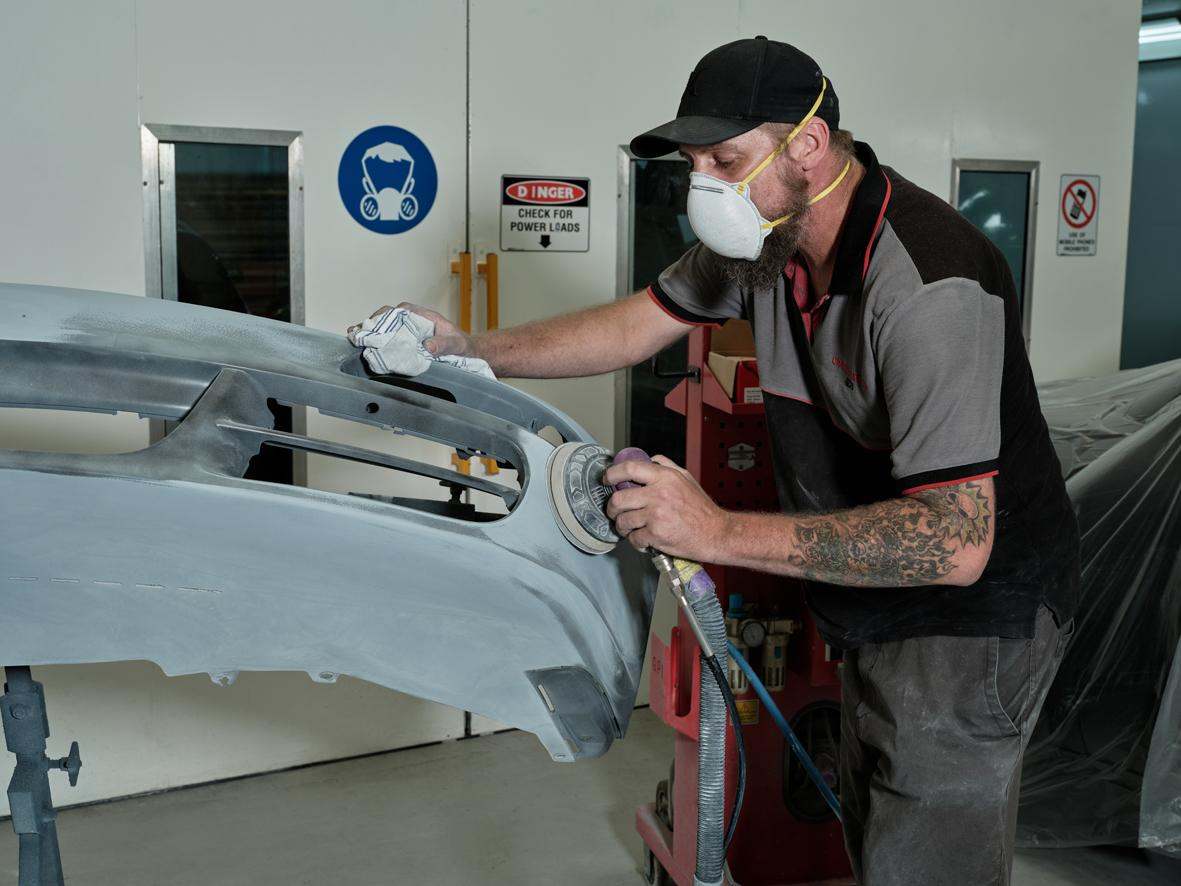 D!NGER
CHECK FOR
POWER LOADS
USE OF
MOBILE PHONES
PROHIBITED